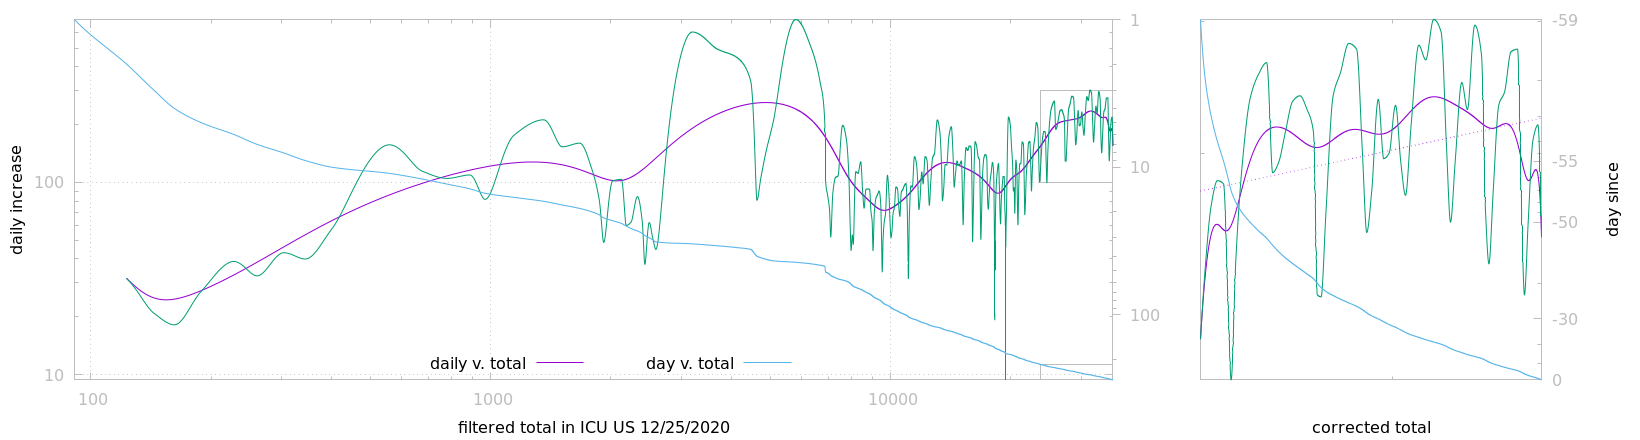 1
-59
10
-55
-50
100
-30
0
daily increase
100
10
daily v. total
day v. total
100
1000
10000
day since
filtered total in ICU US 12/25/2020
corrected total